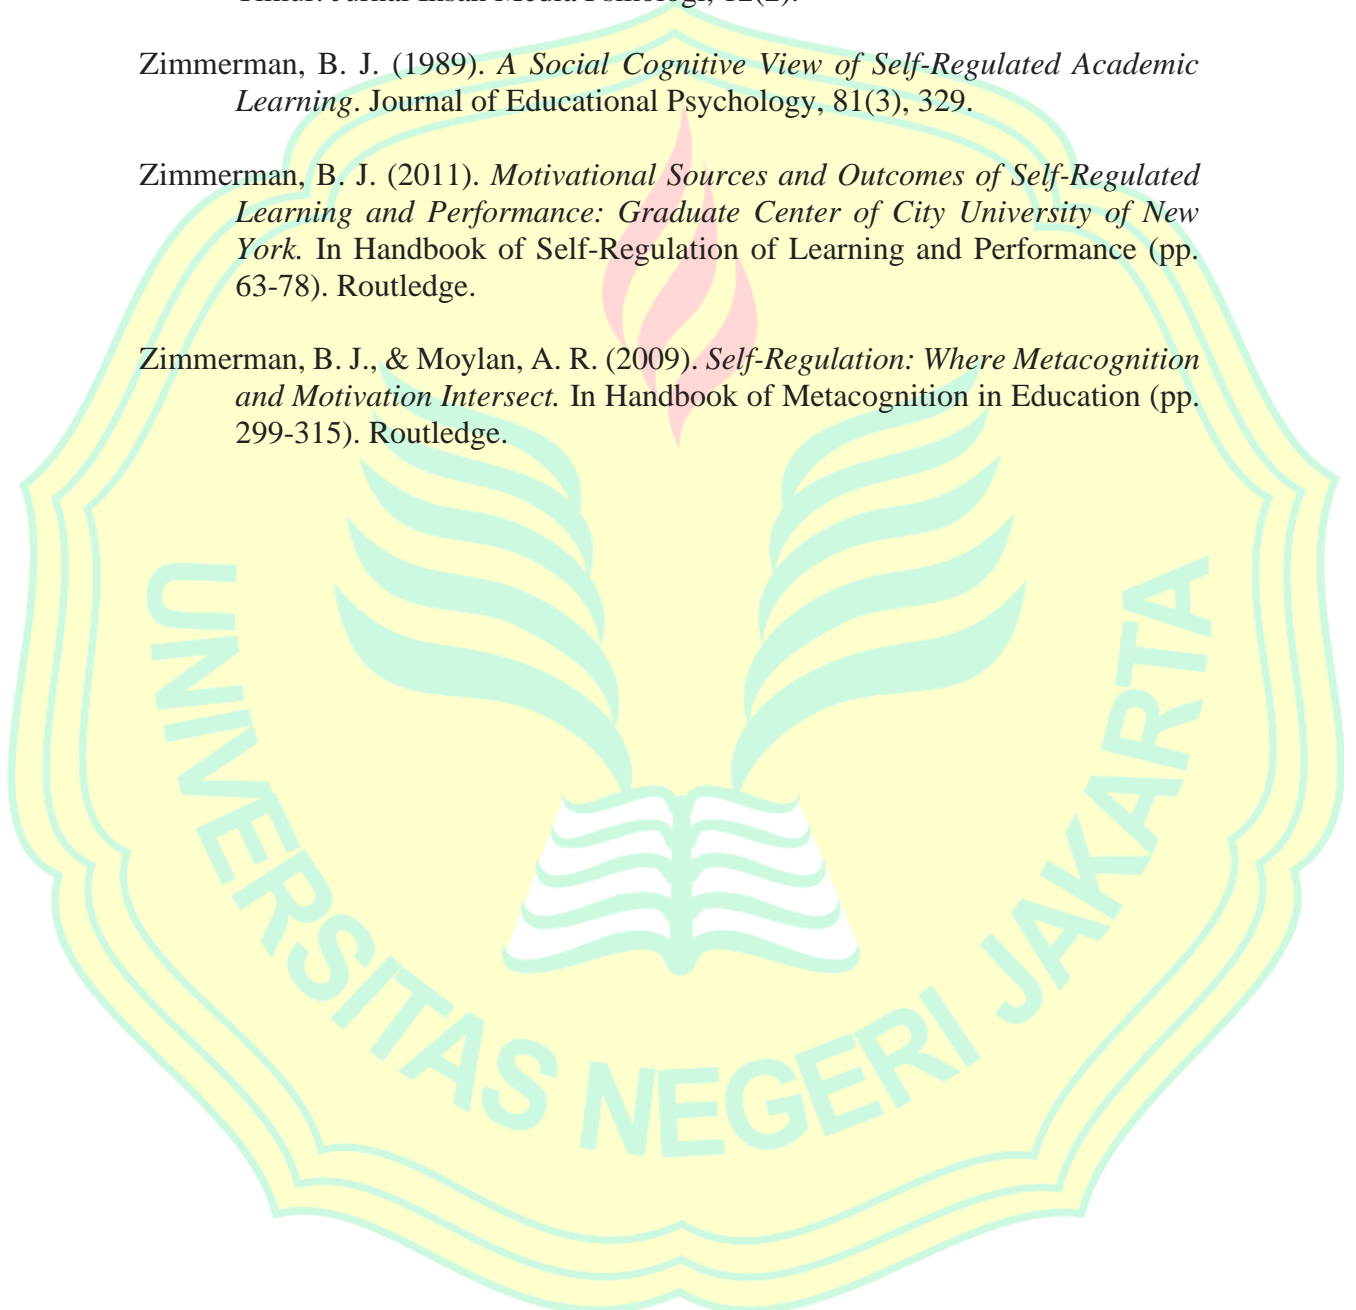 Zimmerman, B. J. (1989). A Social Cognitive View of Self-Regulated Academic
Learning. Journal of Educational Psychology, 81(3), 329.
Zimmerman, B. J. (2011). Motivational Sources and Outcomes of Self-Regulated
Learning and Performance: Graduate Center of City University of New
York. In Handbook of Self-Regulation of Learning and Performance (pp.
63-78). Routledge.
Zimmerman, B. J., & Moylan, A. R. (2009). Self-Regulation: Where Metacognition
and Motivation Intersect. In Handbook of Metacognition in Education (pp.
299-315). Routledge.
UNIVERSITAS NEGERI JAKARTA